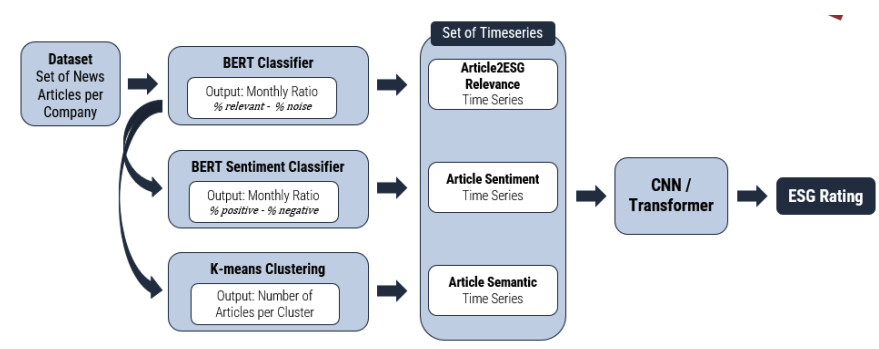 Dataset
Set of News
Articles per
Company
BERT Classifier
Output: Monthly Ratio
% relevant - % noise
BERT Sentiment Classifier
Output: Monthly Ratio
% positive - % negative
K-means Clustering
Output: Number of
Articles per Cluster
Set of Timeseries
Article2ESG
Relevance
Time Series
Article Sentiment
Time Series
Article Semantic
Time Series
CNN /
Transformer
ESG Rating